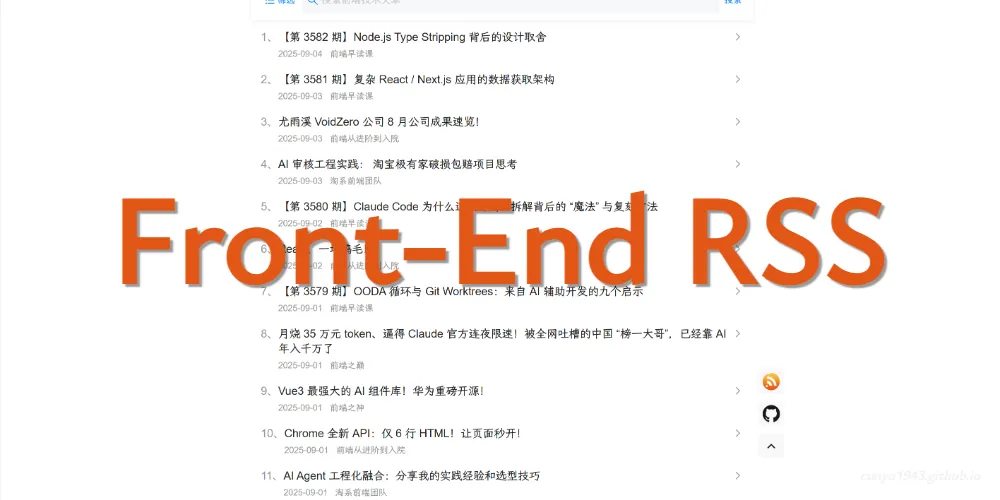 筛选 搜索前端技术文章 搜索
1、 【第 3582 期】Node.js Type Stripping 背后的设计取舍
2025-09-04 前端早读课
2、 【第 3581 期】复杂 React / Next.js 应用的数据获取架构
2025-09-03 前端早读课
3、 尤雨溪 VoidZero 公司 8 月公司成果速览！
2025-09-03 前端从进阶到入院
4、 AI 审核工程实践： 淘宝极有家破损包赔项目思考
2025-09-03 淘系前端团队
5、 【第 3580 期】Claude Code 为什么 拆解背后的 “魔法” 与复 法
2025-09-02 前端早读
Front-End RSS
6、 一 鸡毛
02 前端从进阶到入院
7、 【第 3579 期】OODA 循环与 Git Worktrees：来自 AI 辅助开发的九个启示
2025-09-01 前端早读课
8、 月烧 35 万元 token、逼得 Claude 官方连夜限速！被全网吐槽的中国 “榜一大哥”，已经靠 AI
年入千万了
2025-09-01 前端之巅
9、 Vue3 最强大的 AI 组件库！华为重磅开源！
2025-09-01 前端之神
10、 Chrome 全新 API：仅 6 行 HTML！让页面秒开！
2025-09-01 前端从进阶到入院
11、 AI Agent 工程化融合：分享我的实践经验和选型技巧
2025-09-01 淘系前端团队
cunyu1943.github.io